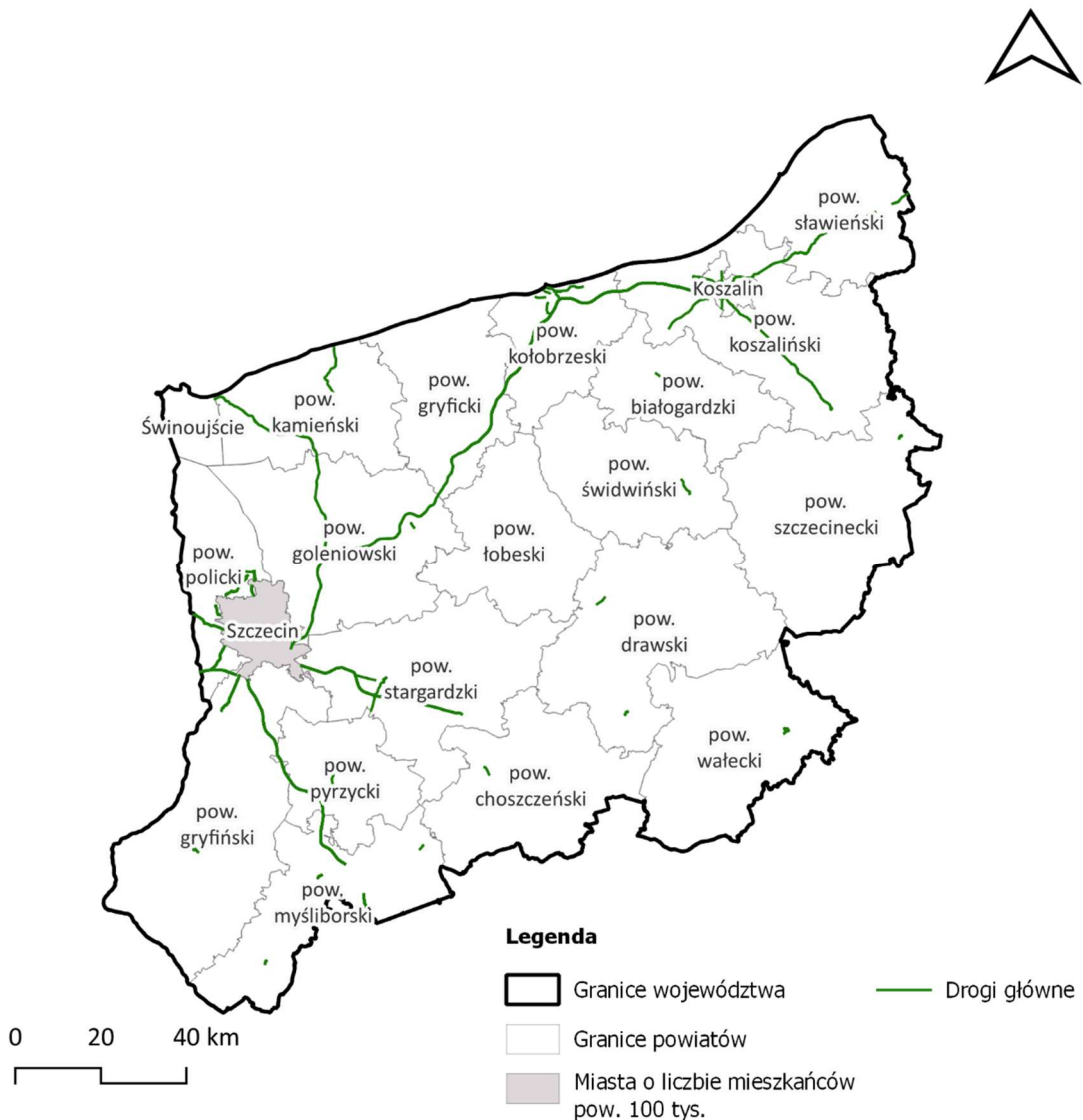 pow.
sławieński
Koszalin
pow.
koszaliński
pow.
kołobrzeski
pow.
gryficki
pow.
białogardzki
pow.
kamieński
Świnoujście
pow.
świdwiński
pow.
szczecinecki
pow.
goleniowski
pow.
łobeski
pow.
policki
Szczecin
pow.
drawski
pow.
stargardzki
pow.
wałecki
pow.
pyrzycki
pow.
choszczeński
pow.
gryfiński
pow.
myśliborski
Legenda
Granice województwa
Drogi główne
Granice powiatów
Miasta o liczbie mieszkańców
pow. 100 tys.
0 20 40 km